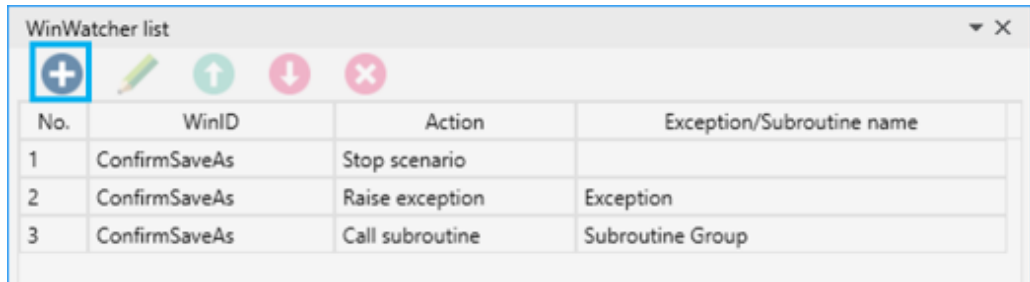 WinWatcher list
No. WinID Action Exception/Subroutine name
1 ConfirmSaveAs Stop scenario
2 ConfirmSaveAs Raise exception Exception
3 ConfirmSaveAs Call subroutine Subroutine Group